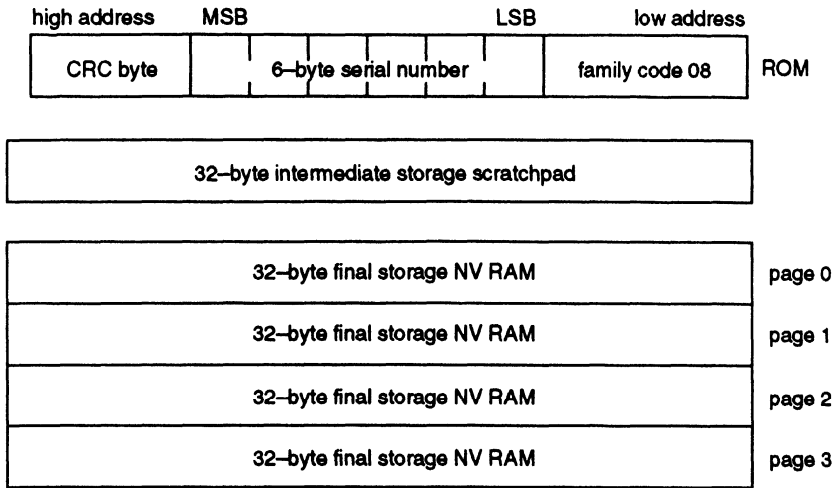 high address MSB LSB low address
CRC byte 6–byte serial number family code 08 ROM
32–byte intermediate storage scratchpad
32–byte final storage NV RAM page 0
32–byte final storage NV RAM page 1
32–byte final storage NV RAM page 2
32–byte final storage NV RAM page 3